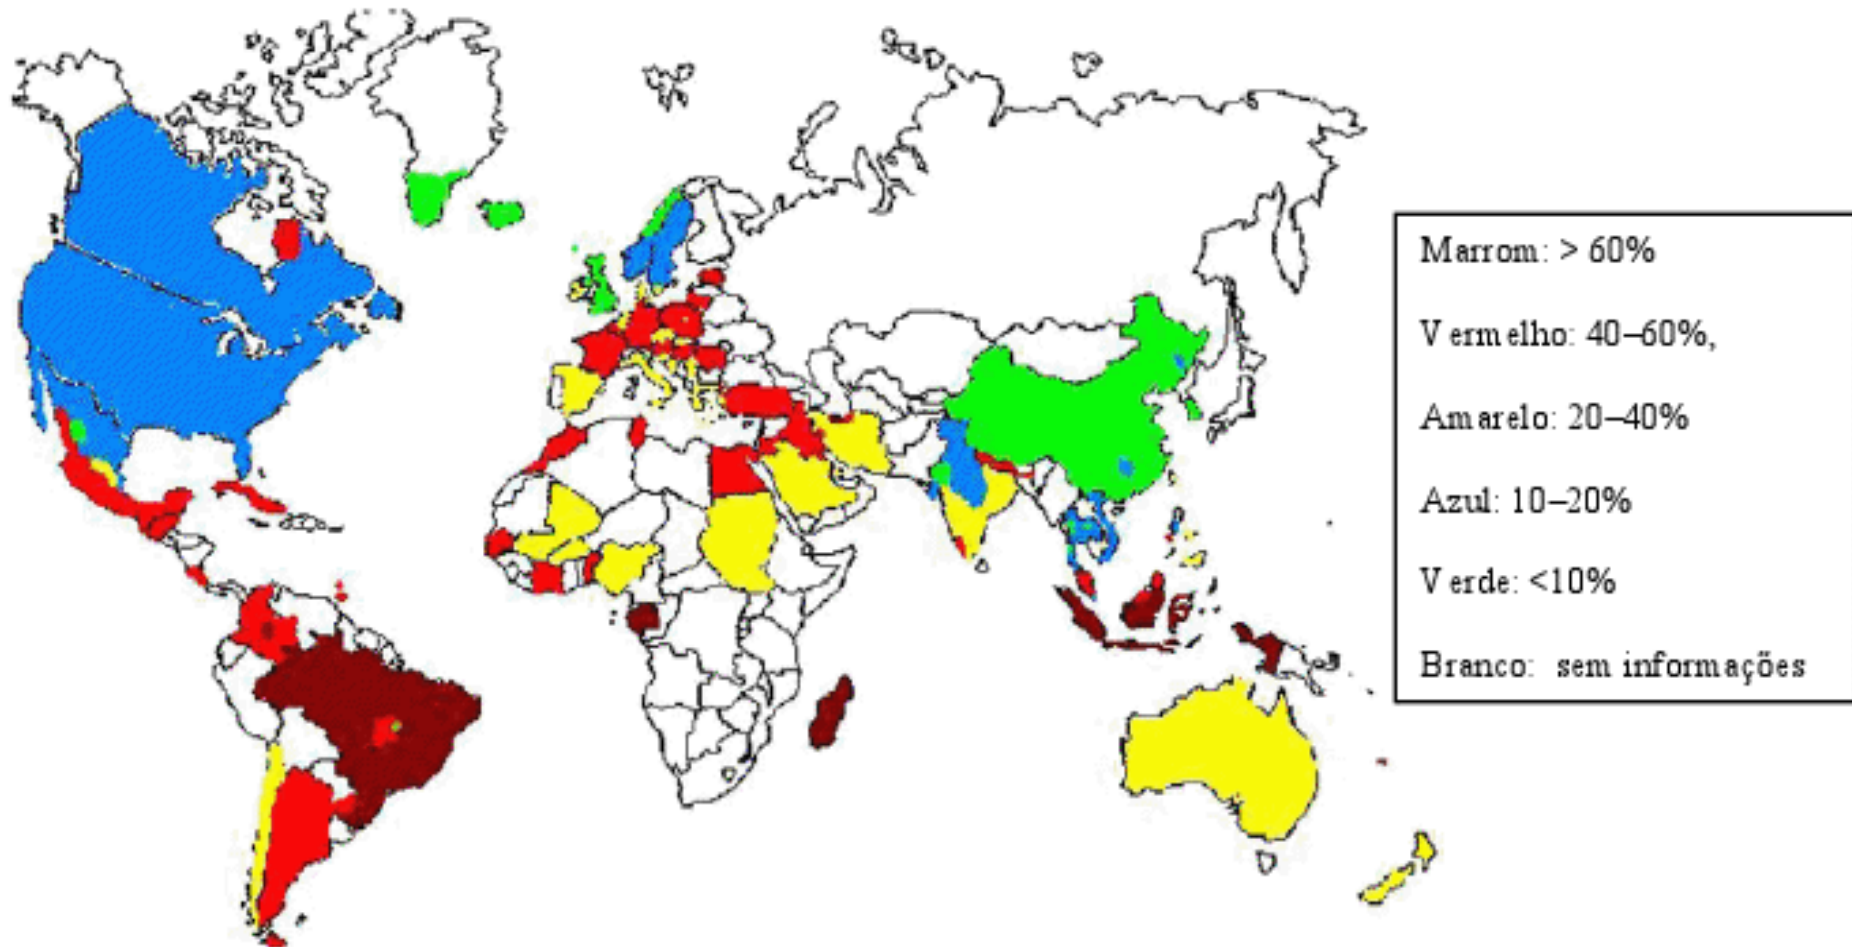 Marrom: > 60%
Vermelho: 40–60%,
Amarelo: 20–40%
Azul: 10–20%
Verde: <10%
Branco: sem informações